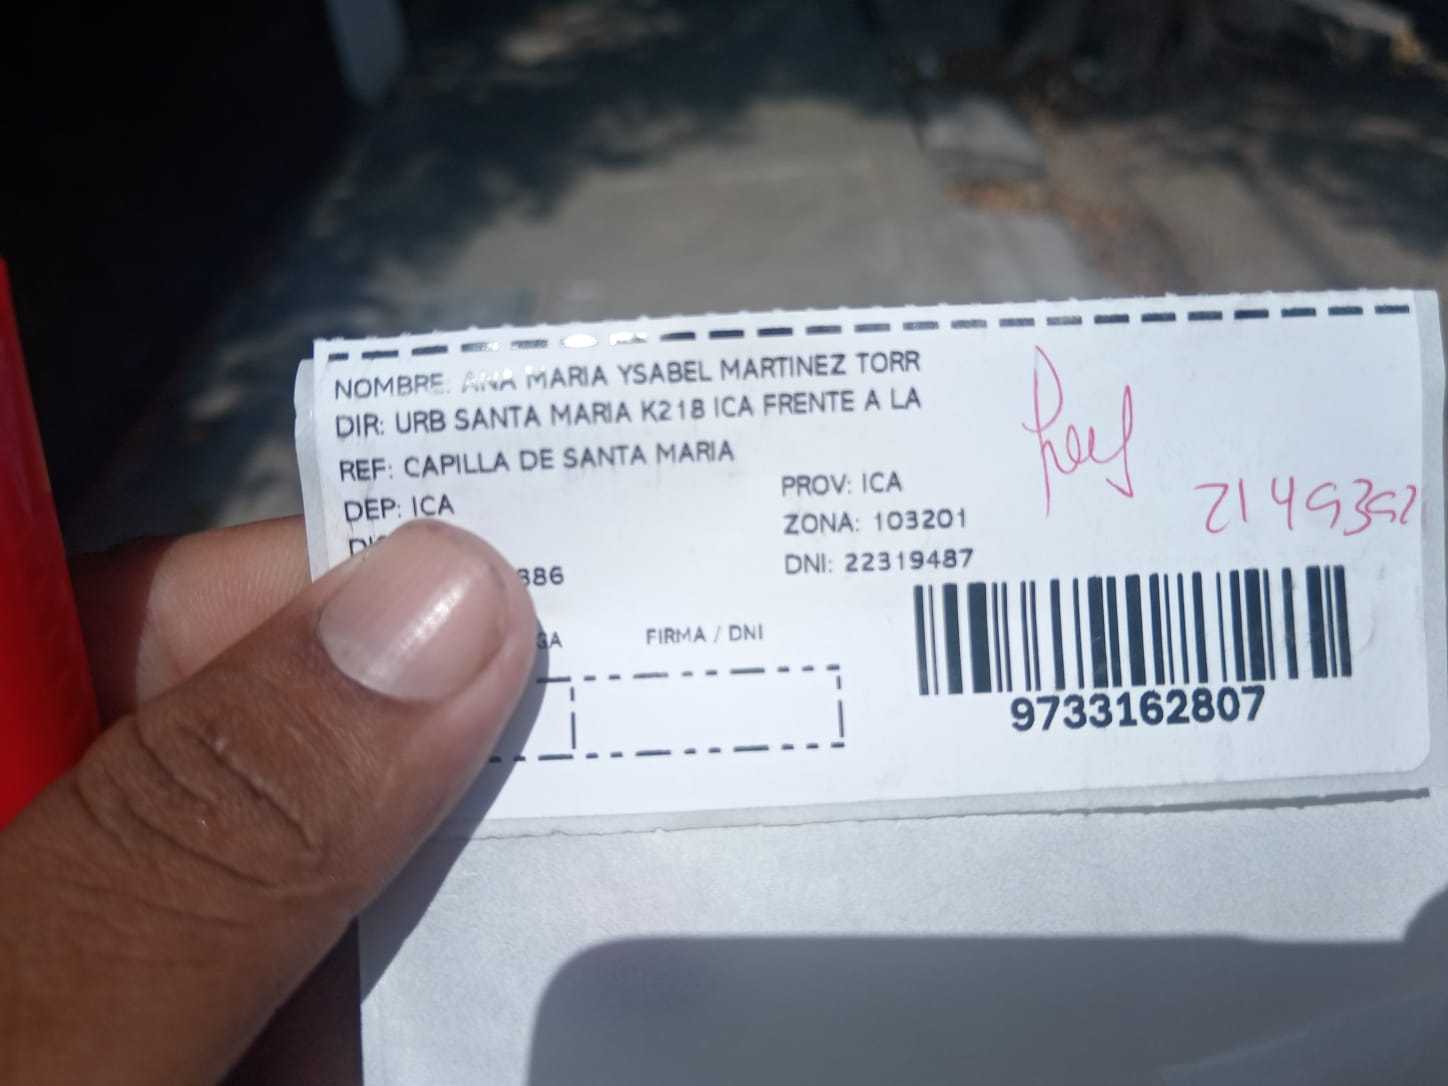 NOMBRE: ANA MARIA YSABEL MARTINEZ TORR
DIR: URB SANTA MARIA K218 ICA FRENTE A LA
REF: CAPILLA DE SANTA MARIA
DEP: ICA
PROV: ICA
ZONA: 103201
DNI: 22319487
386
GA
FIRMA / DNI
9733162807